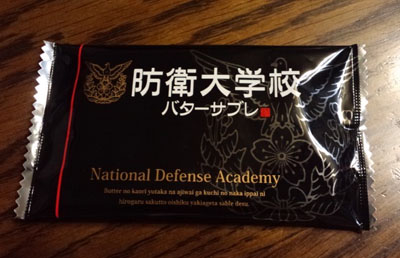 防衛大学校
バターサブレ
National Defense Academy
Butter no kaori yutaka na ajiwai ga kuchi no naka ippai ni
hirogaru sakutto oishiku yakiageta sable desu.